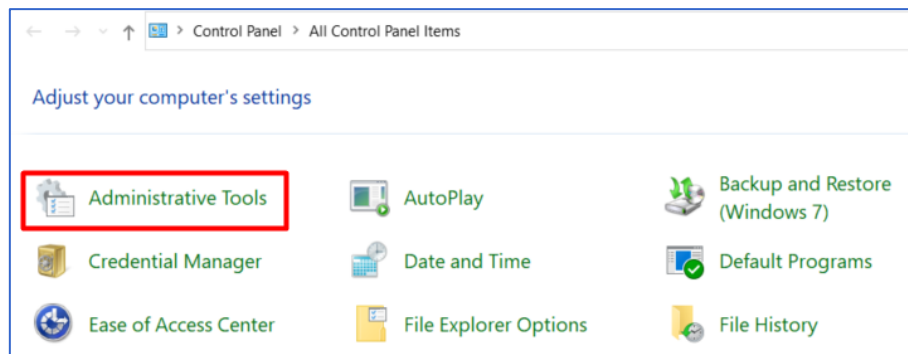 Control Panel > All Control Panel Items
Adjust your computer's settings
Administrative Tools
AutoPlay
Backup and Restore
(Windows 7)
Credential Manager
Date and Time
Default Programs
Ease of Access Center
File Explorer Options
File History